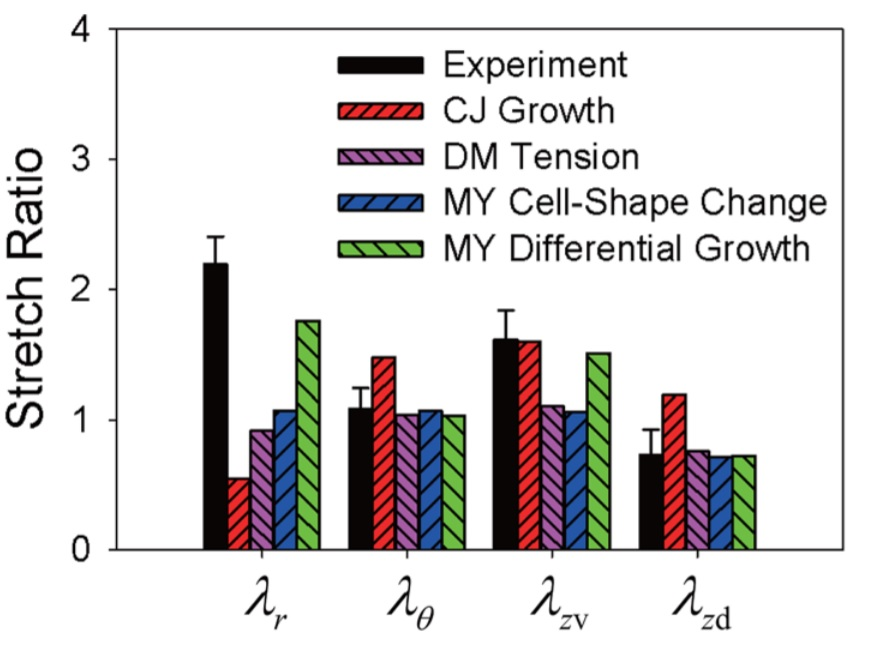 4
3
2
1
0
Stretch Ratio
Experiment
CJ Growth
DM Tension
MY Cell-Shape Change
MY Differential Growth
λr λθ λzv λzd